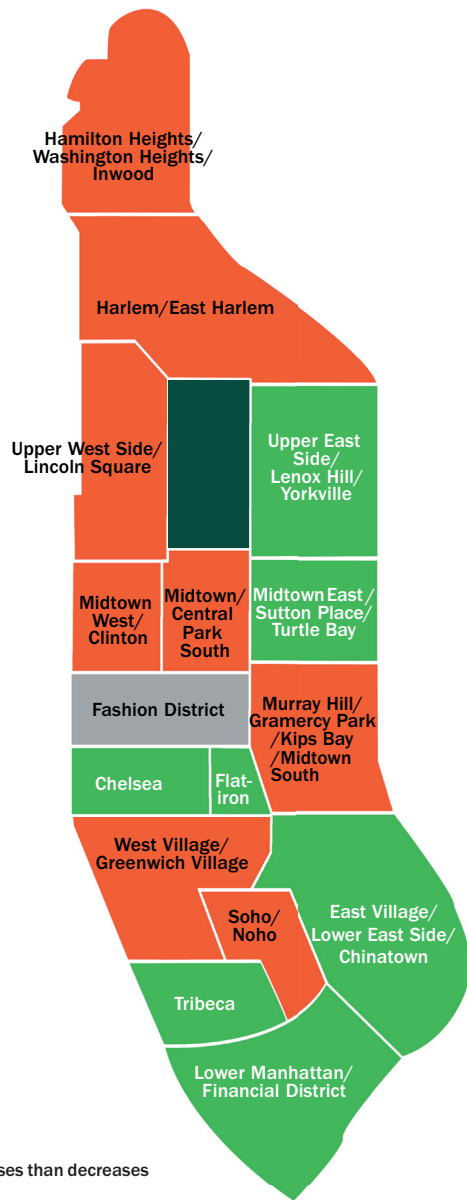 Hamilton Heights/
Washington Heights/
Inwood
Harlem/East Harlem
Upper West Side/
Lincoln Square
Upper East
Side/
Lenox Hill/
Yorkville
Midtown
West/
Clinton
Midtown/
Central
Park
South
Midtown East/
Sutton Place/
Turtle Bay
Fashion District
Murray Hill/
Gramercy Park
/Kips Bay
/Midtown
South
Chelsea
Flat-
iron
West Village/
Greenwich Village
Soho/
Noho
East Village/
Lower East Side/
Chinatown
Tribeca
Lower Manhattan/
Financial District
ses than decreases